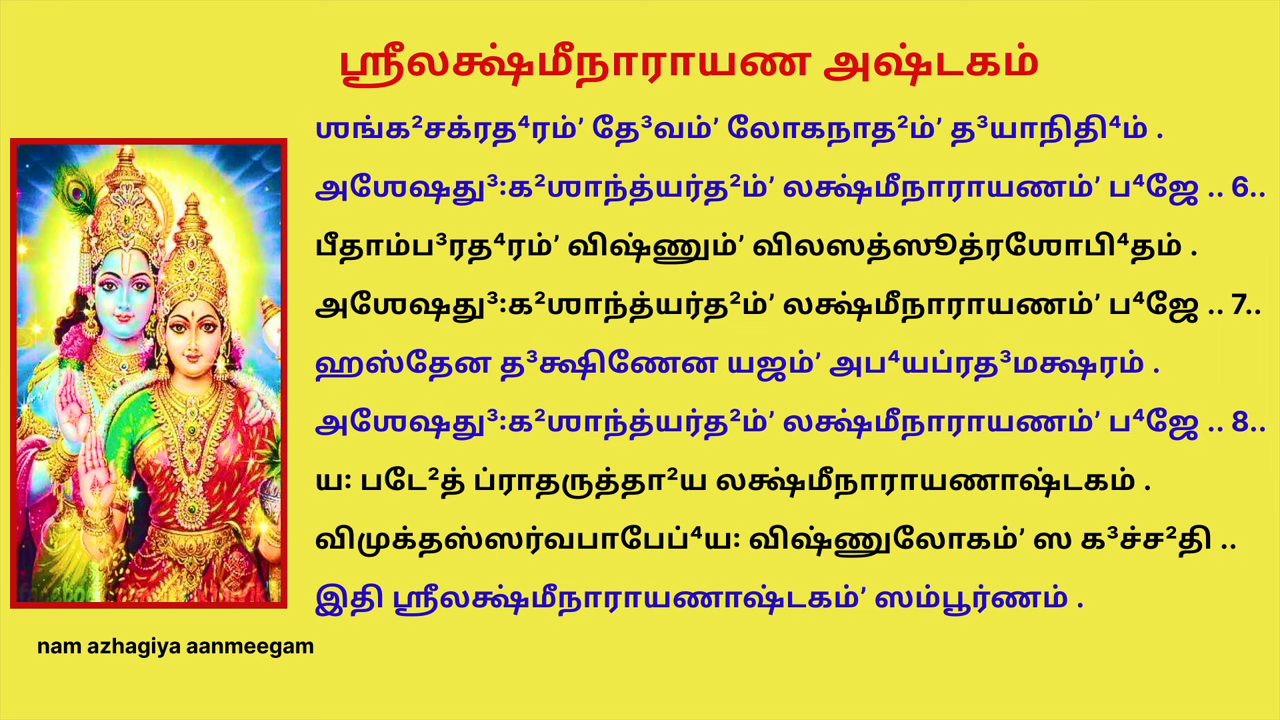 ஸ்ரீலக்ஷ்மீநாராயண அஷ்டகம்
ஶங்க²சக்ரத⁴ரம்ʼ தே³வம்ʼ லோகநாத²ம்ʼ த³யாநிதி⁴ம் .
அஶேஷது³:க²ஶாந்த்யர்த²ம்ʼ லக்ஷ்மீநாராயணம்ʼ ப⁴ஜே .. 6..
பீதாம்ப³ரத⁴ரம்ʼ விஷ்ணும்ʼ விலஸத்ஸூத்ரஶோபி⁴தம் .
அஶேஷது³:க²ஶாந்த்யர்த²ம்ʼ லக்ஷ்மீநாராயணம்ʼ ப⁴ஜே .. 7..
ஹஸ்தேன த³க்ஷிணேன யஜம்ʼ அப⁴யப்ரத³மக்ஷரம் .
அஶேஷது³:க²ஶாந்த்யர்த²ம்ʼ லக்ஷ்மீநாராயணம்ʼ ப⁴ஜே .. 8..
ய: படே²த் ப்ராதருத்தா²ய லக்ஷ்மீநாராயணாஷ்டகம் .
விமுக்தஸ்ஸர்வபாபேப்⁴ய: விஷ்ணுலோகம்ʼ ஸ க³ச்ச²தி ..
இதி ஸ்ரீலக்ஷ்மீநாராயணாஷ்டகம்ʼ ஸம்பூர்ணம் .
nam azhagiya aanmeegam